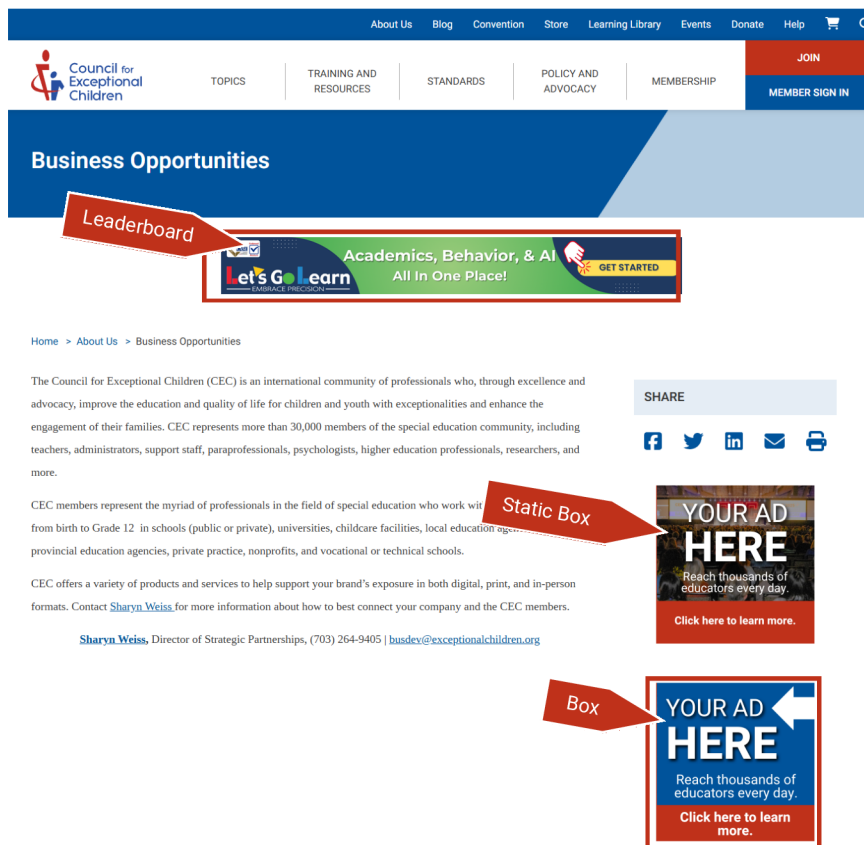 About Us Blog Convention Store Learning Library Events Donate Help
Council for
Exceptional
Children
TOPICS
TRAINING AND
RESOURCES
STANDARDS
POLICY AND
ADVOCACY
MEMBERSHIP
JOIN
MEMBER SIGN IN
Business Opportunities
Leaderboard
Let's Go Learn
EMBRACE PRECISION
Academics, Behavior, & AI
All In One Place!
GET STARTED
Home > About Us > Business Opportunities
The Council for Exceptional Children (CEC) is an international community of professionals who, through excellence and
advocacy, improve the education and quality of life for children and youth with exceptionalities and enhance the
engagement of their families. CEC represents more than 30,000 members of the special education community, including
teachers, administrators, support staff, paraprofessionals, psychologists, higher education professionals, researchers, and
more.
CEC members represent the myriad of professionals in the field of special education who work
from birth to Grade 12 in schools (public or private), universities, childcare facilities, local education
provincial education agencies, private practice, nonprofits, and vocational or technical schools.
CEC offers a variety of products and services to help support your brand's exposure in both digital, print, and in-person
formats. Contact Sharyn Weiss for more information about how to best connect your company and the CEC members.
Sharyn Weiss, Director of Strategic Partnerships, (703) 264-9405 | busdev@exceptionalchildren.org
SHARE
Static Box
YOUR AD
HERE
Reach thousands of
educators every day.
Click here to learn more.
Box
YOUR AD
HERE
Reach thousands of
educators every day.
Click here to learn
more.